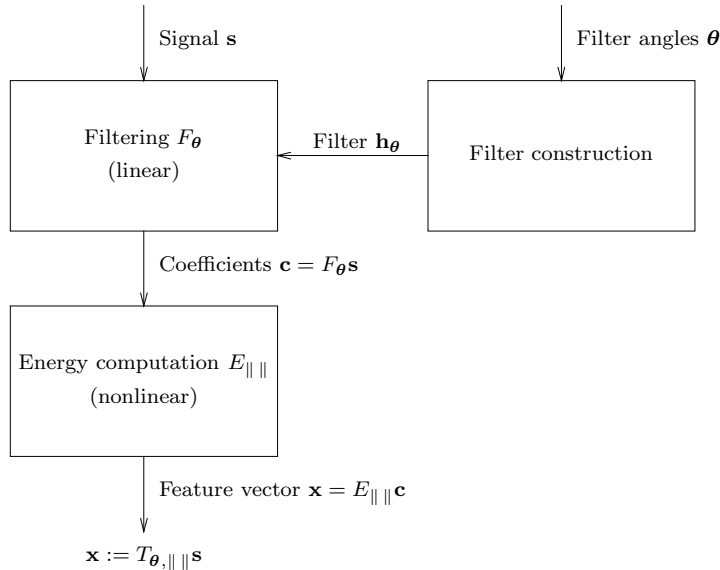 Signal s
Filter angles θ
Filtering F_θ
(linear)
Filter h_θ
Filter construction
Coefficients c = F_θ s
Energy computation E_‖ ‖
(nonlinear)
Feature vector x = E_‖ ‖ c
x := T_θ,‖ ‖ s